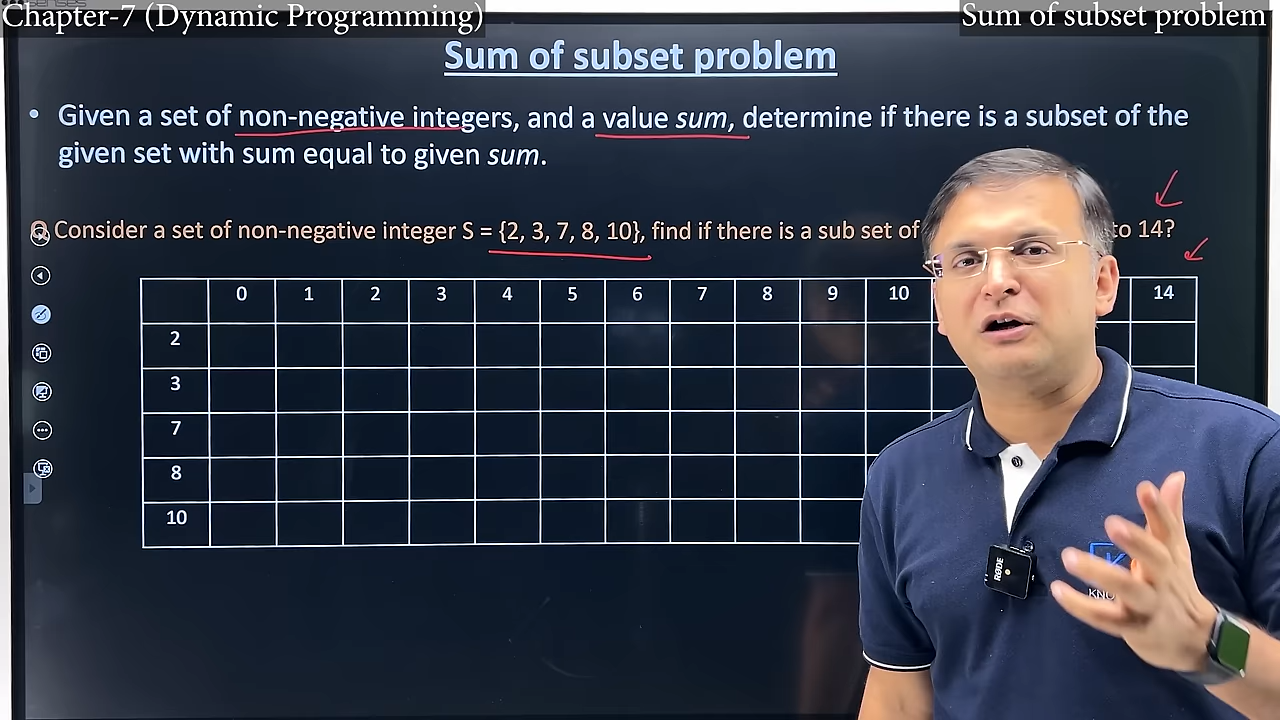 Chapter-7 (Dynamic Programming)
Sum of subset problem
Sum of subset problem
• Given a set of non-negative integers, and a value sum, determine if there is a subset of the
given set with sum equal to given sum.
Q Consider a set of non-negative integer S = {2, 3, 7, 8, 10}, find if there is a sub set of to 14?
0 1 2 3 4 5 6 7 8 9 10 14
2
3
7
8
10
RØDE
KNO